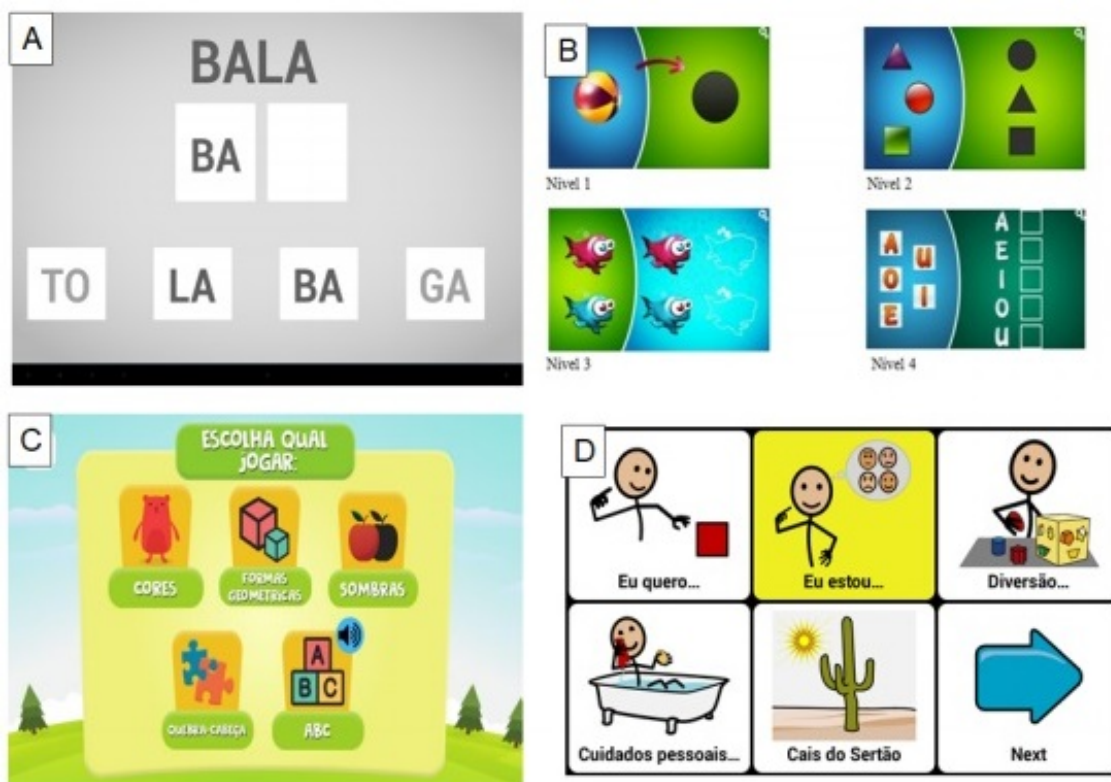 A
BALA
BA
TO LA BA GA
B
Nivel 1
Nivel 2
A
U
O
I
E
A
E
I
O
U
Nivel 3
Nivel 4
C
ESCOLHA QUAL
JOGAR:
CORES
FORMAS
GEOMETRICAS
SOMBRAS
A
B C
QUEBRA-CABEÇA
ABC
D
Eu quero...
Eu estou...
Diversão...
Cuidados pessoais...
Cais do Sertão
Next